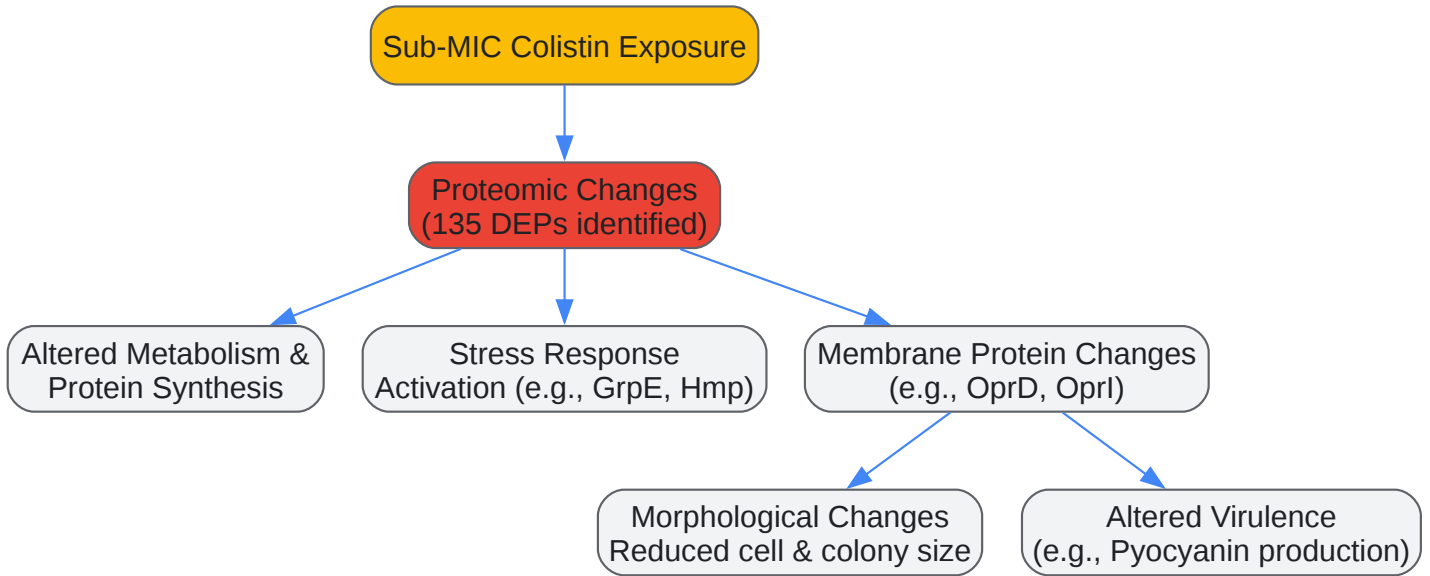 Sub-MIC Colistin Exposure
Proteomic Changes
(135 DEPs identified)
Altered Metabolism &
Protein Synthesis
Stress Response
Activation (e.g., GrpE, Hmp)
Membrane Protein Changes
(e.g., OprD, OprI)
Morphological Changes
Reduced cell & colony size
Altered Virulence
(e.g., Pyocyanin production)